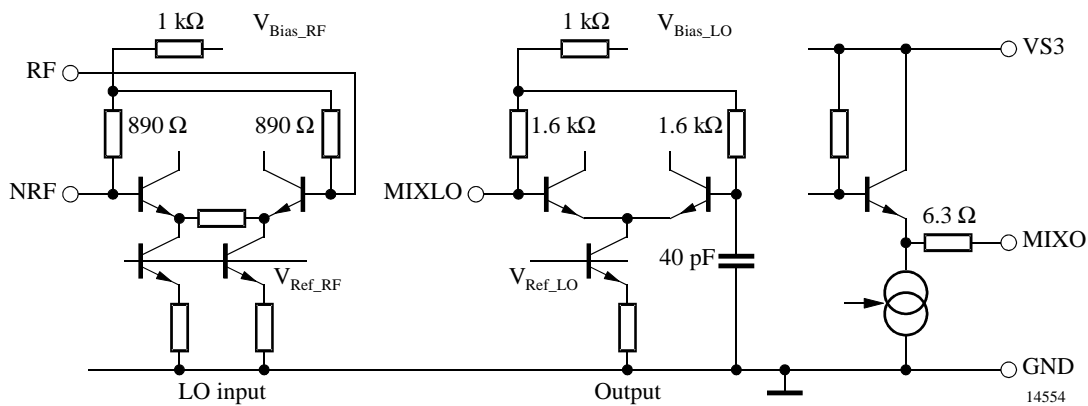 1 kΩ V_Bias_RF 1 kΩ V_Bias_LO
VS3
RF
890 Ω 890 Ω 1.6 kΩ 1.6 kΩ
NRF MIXLO
6.3 Ω
MIXO
40 pF
V_Ref_RF V_Ref_LO
GND
LO input Output
14554